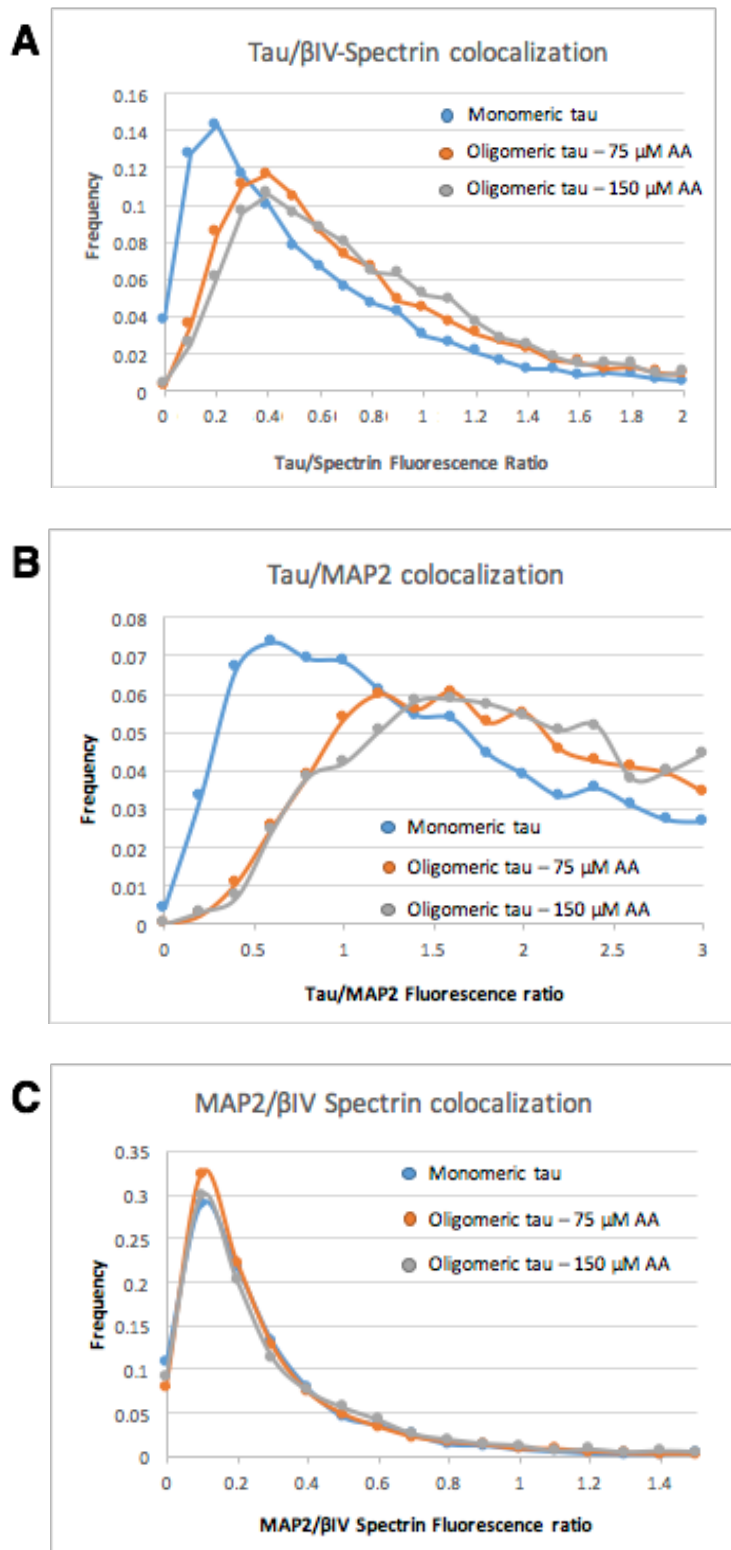 A
Tau/βIV-Spectrin colocalization
0.16
0.14
0.12
0.1
0.08
0.06
0.04
0.02
0
Frequency
Monomeric tau
Oligomeric tau – 75 µM AA
Oligomeric tau – 150 µM AA
0 0.2 0.4 0.6 0.8 1 1.2 1.4 1.6 1.8 2
Tau/Spectrin Fluorescence Ratio
B
Tau/MAP2 colocalization
0.08
0.07
0.06
0.05
0.04
0.03
0.02
0.01
0
Frequency
Monomeric tau
Oligomeric tau – 75 µM AA
Oligomeric tau – 150 µM AA
0 0.5 1 1.5 2 2.5 3
Tau/MAP2 Fluorescence ratio
C
MAP2/βIV Spectrin colocalization
0.35
0.3
0.25
0.2
0.15
0.1
0.05
0
Frequency
Monomeric tau
Oligomeric tau – 75 µM AA
Oligomeric tau – 150 µM AA
0 0.2 0.4 0.6 0.8 1 1.2 1.4
MAP2/βIV Spectrin Fluorescence ratio